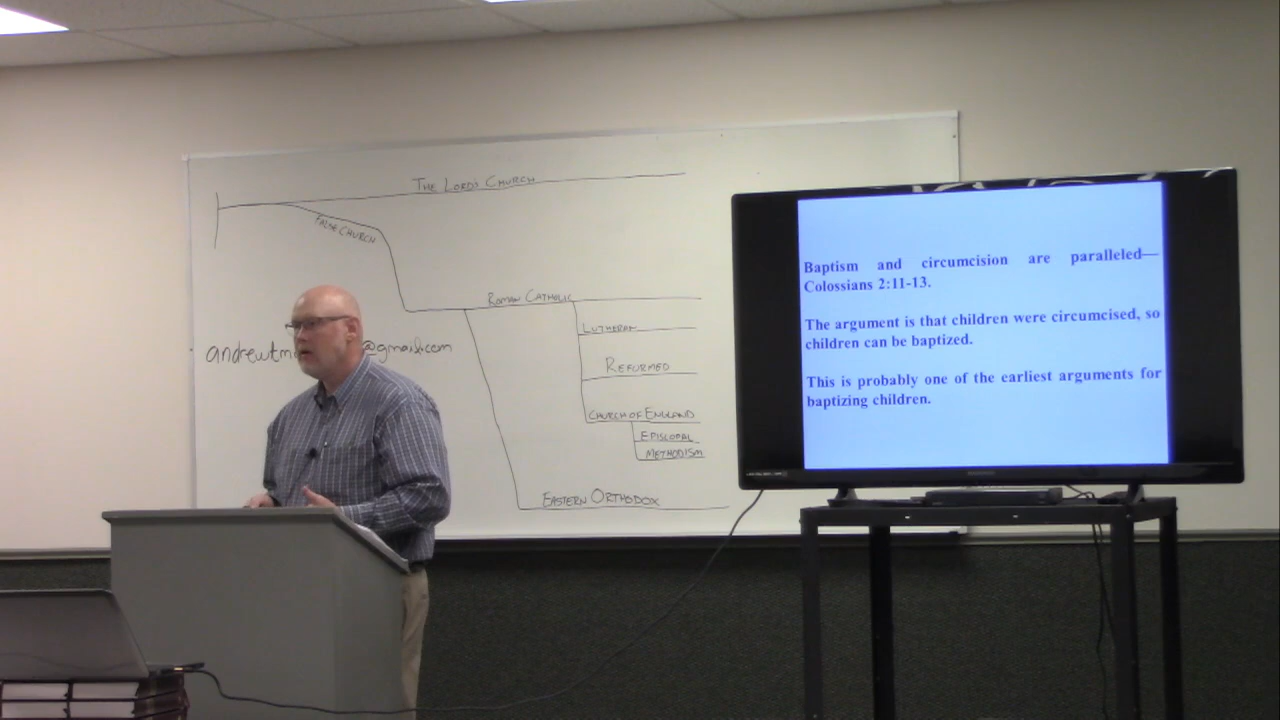 THE LORDS CHURCH
FALSE CHURCH
ROMAN CATHOLIC
LUTHERAN
REFORMED
@gmail.com
CHURCH OF ENGLAND
EPISCOPAL
METHODISM
EASTERN ORTHODOX
Baptism and circumcision are paralleled—
Colossians 2:11-13.
The argument is that children were circumcised, so
children can be baptized.
This is probably one of the earliest arguments for
baptizing children.